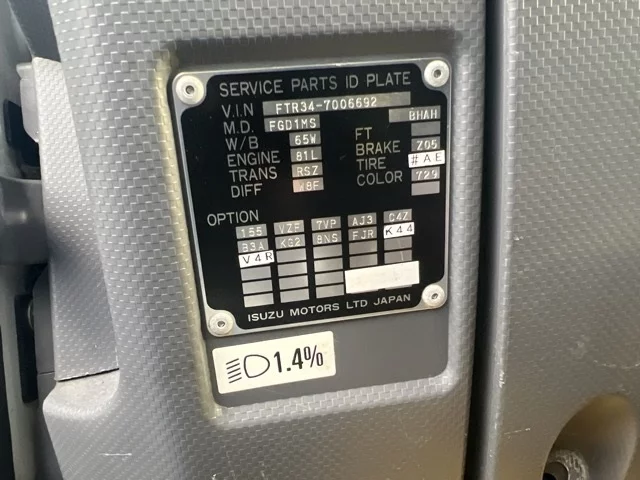 SERVICE PARTS ID PLATE
V.I.N FTR34-7006692
M.D. FGD1MS BHAH
W/B 65W FT
ENGINE 81L BRAKE Z05
TRANS RSZ TIRE #AE
DIFF W8F COLOR 729
OPTION
155 VZF 7VP AJ3 C4Z
B3A KG2 8NS FJR K44
V4R
ISUZU MOTORS LTD JAPAN
1.4%